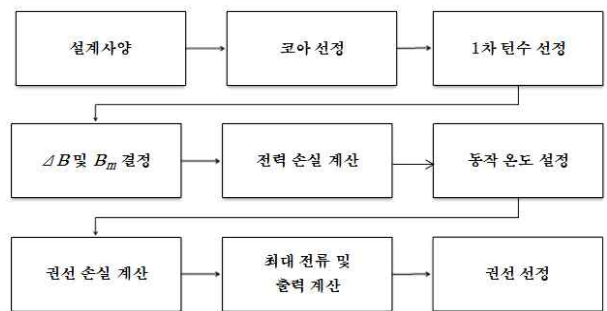 설계사양
코아 선정
1차 턴수 선정
⊿B 및 Bm 결정
전력 손실 계산
동작 온도 설정
권선 손실 계산
최대 전류 및
출력 계산
권선 선정